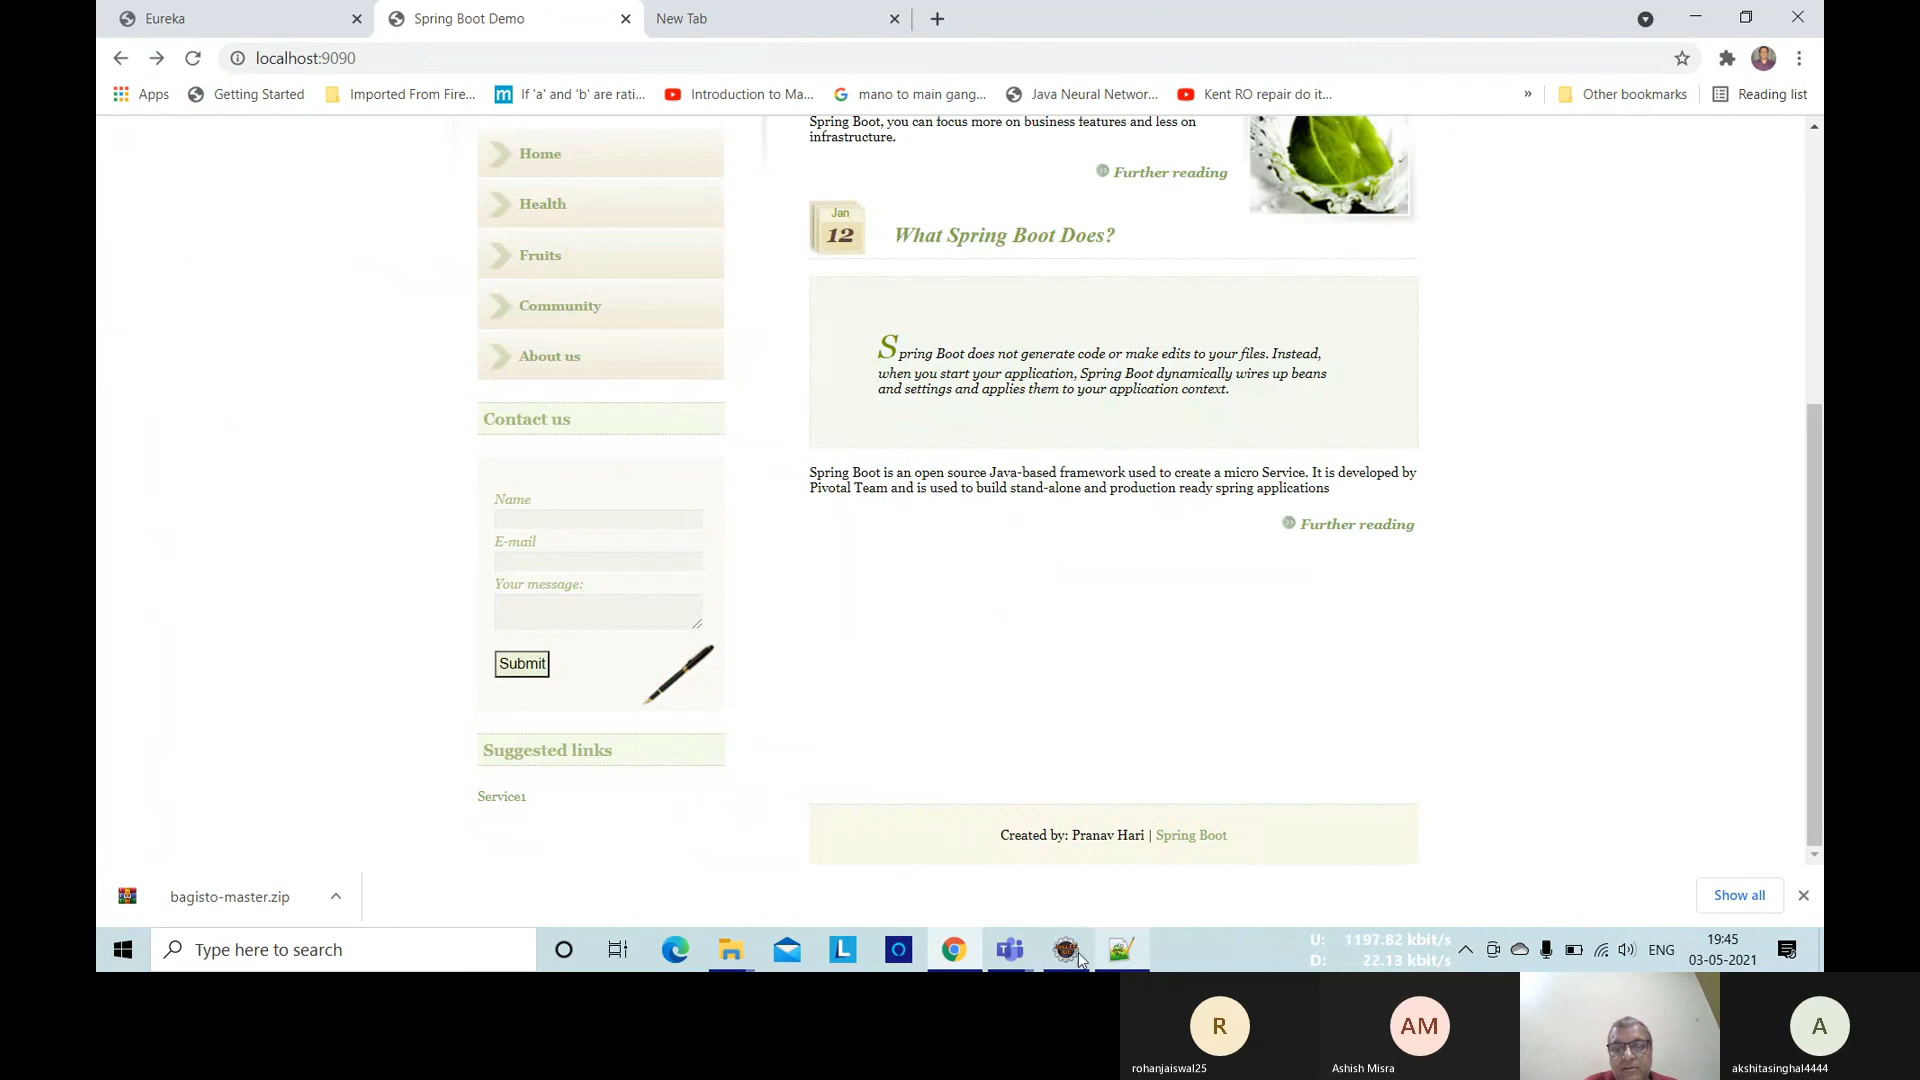 Eureka
Spring Boot Demo
New Tab
localhost:9090
Apps
Getting Started
Imported From Fire...
m
If 'a' and 'b' are rati...
Introduction to Ma...
mano to main gang...
Java Neural Networ...
Kent RO repair do it...
»
Other bookmarks
Reading list
Home
Health
Fruits
Community
About us
Contact us
Name
E-mail
Your message:
Submit
Suggested links
Service1
Spring Boot, you can focus more on business features and less on
infrastructure.
Further reading
Jan
12
What Spring Boot Does?
Spring Boot does not generate code or make edits to your files. Instead,
when you start your application, Spring Boot dynamically wires up beans
and settings and applies them to your application context.
Spring Boot is an open source Java-based framework used to create a micro Service. It is developed by
Pivotal Team and is used to build stand-alone and production ready spring applications
Further reading
Created by: Pranav Hari | Spring Boot
bagisto-master.zip
Show all
Type here to search
L
U: 1197.82 kbit/s
D: 22.13 kbit/s
ENG
19:45
03-05-2021
R
rohanjaiswal25
AM
Ashish Misra
A
akshitasinghal4444